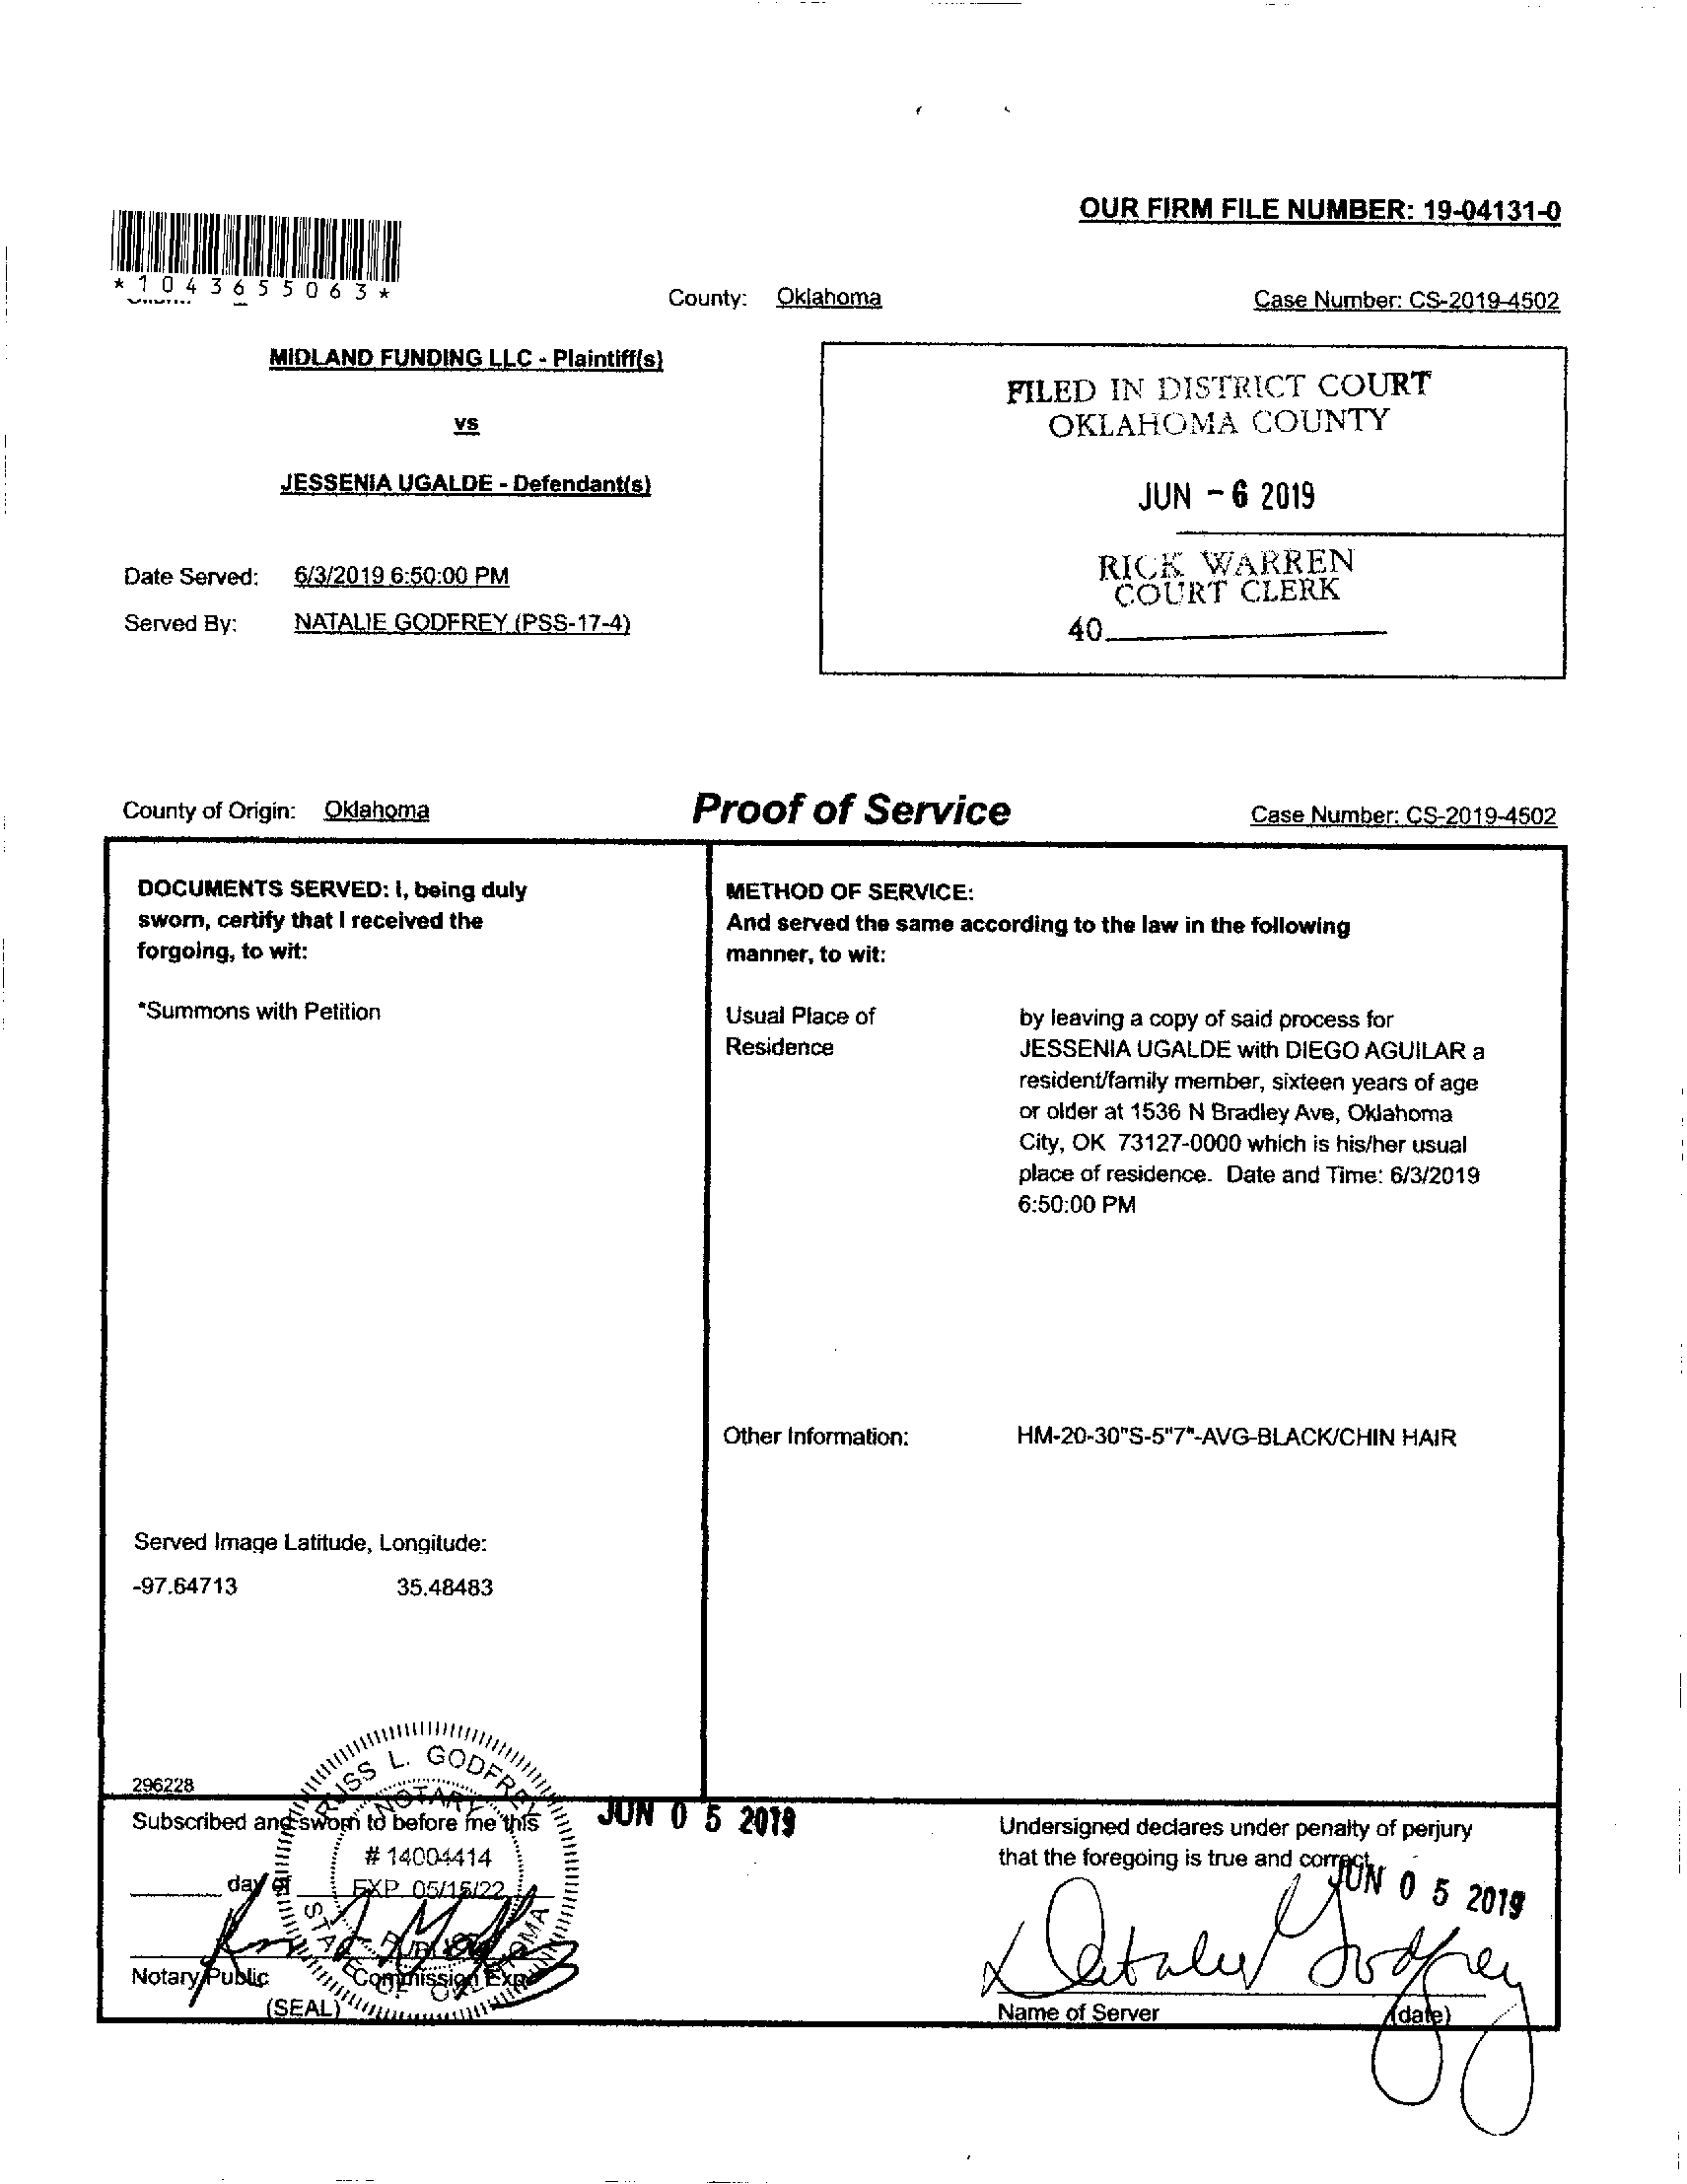 OUR FIRM FILE NUMBER: 19-04131-0
*1043655063*
County: Oklahoma
Case Number: CS-2019-4502
MIDLAND FUNDING LLC - Plaintiff(s)
vs
JESSENIA UGALDE - Defendant(s)
FILED IN DISTRICT COURT
OKLAHOMA COUNTY
JUN - 6 2019
RICK WARREN
COURT CLERK
40
Date Served: 6/3/2019 6:50:00 PM
Served By: NATALIE GODFREY (PSS-17-4)
County of Origin: Oklahoma
Proof of Service
Case Number: CS-2019-4502
DOCUMENTS SERVED: I, being duly
sworn, certify that I received the
forgoing, to wit:
*Summons with Petition
METHOD OF SERVICE:
And served the same according to the law in the following
manner, to wit:
Usual Place of
Residence
by leaving a copy of said process for
JESSENIA UGALDE with DIEGO AGUILAR a
resident/family member, sixteen years of age
or older at 1536 N Bradley Ave, Oklahoma
City, OK 73127-0000 which is his/her usual
place of residence. Date and Time: 6/3/2019
6:50:00 PM
Other Information:
HM-20-30"S-5"7"-AVG-BLACK/CHIN HAIR
Served Image Latitude, Longitude:
-97.64713 35.48483
296228
Subscribed and sworn to before me this
JUN 0 5 2019
day of
RUSS L. GODFREY
NOTARY
# 14004414
EXP 05/15/22
PUBLIC
STATE OF OKLAHOMA
Notary Public
Commission Exp
(SEAL)
Undersigned declares under penalty of perjury
that the foregoing is true and correct.
JUN 0 5 2019
x Natalie Godfrey
Name of Server
(date)